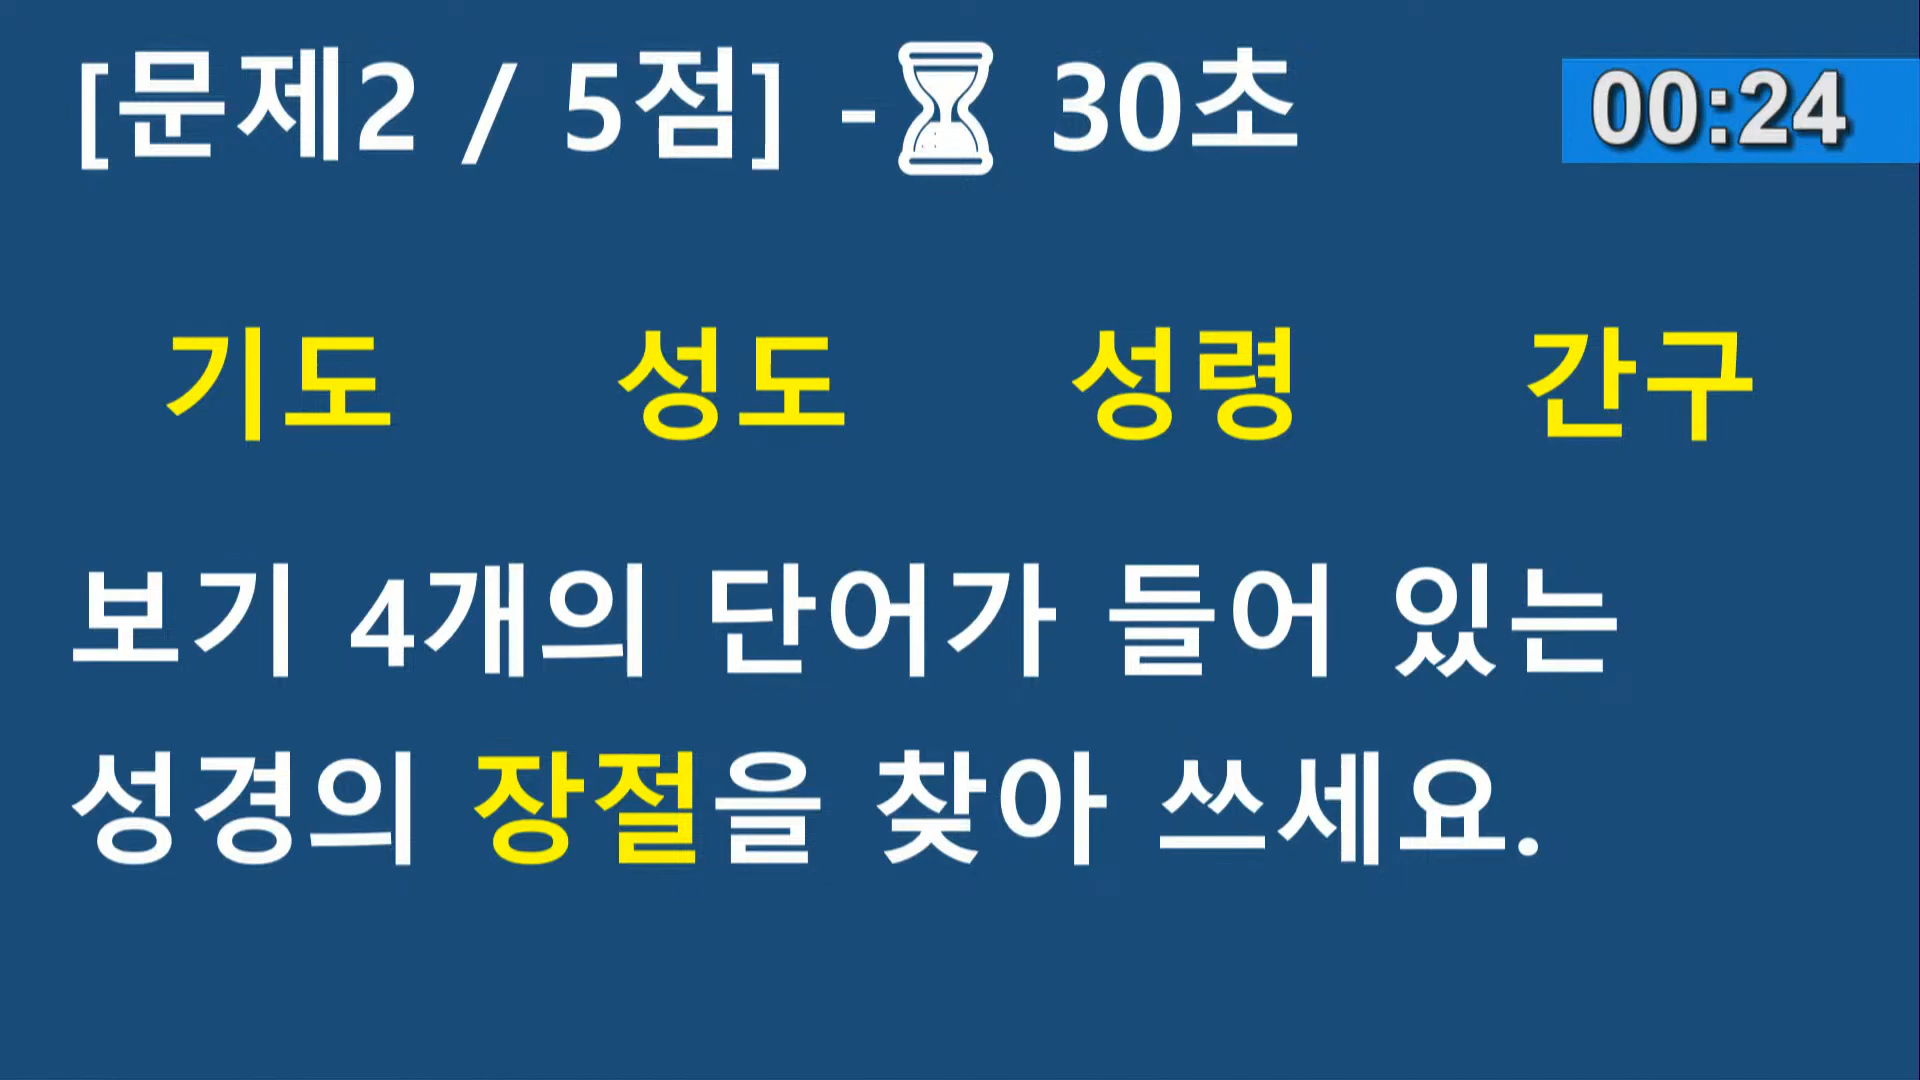 [문제2 / 5점] -⏳ 30초
00:24
기도 성도 성령 간구
보기 4개의 단어가 들어 있는
성경의 장절을 찾아 쓰세요.